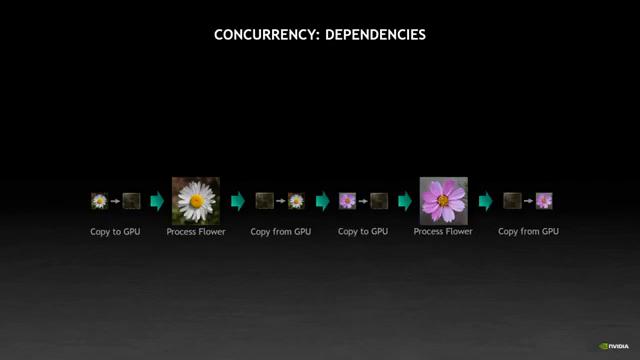 CONCURRENCY: DEPENDENCIES
Copy to GPU
Process Flower
Copy from GPU
Copy to GPU
Process Flower
Copy from GPU
NVIDIA